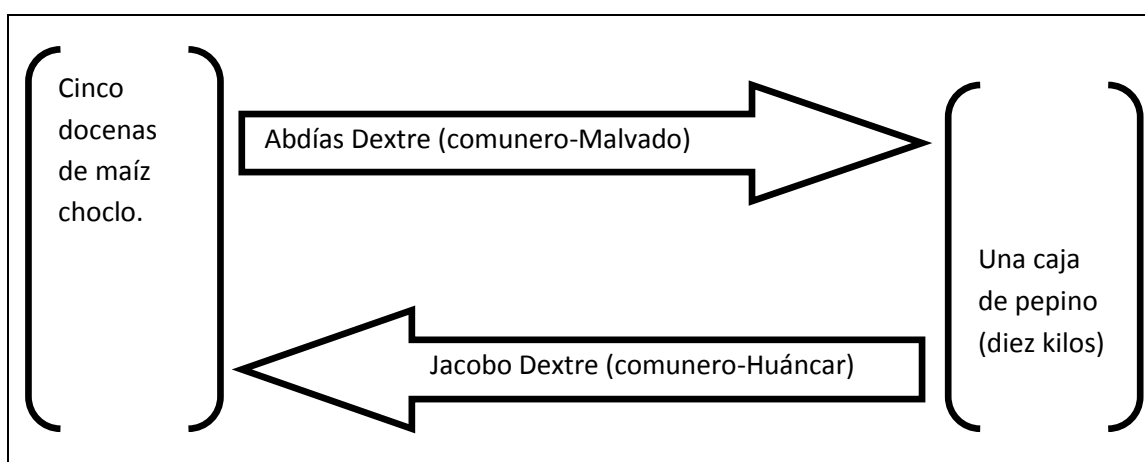 Cinco
docenas
de maíz
choclo.
Abdías Dextre (comunero-Malvado)
Una caja
de pepino
(diez kilos)
Jacobo Dextre (comunero-Huáncar)